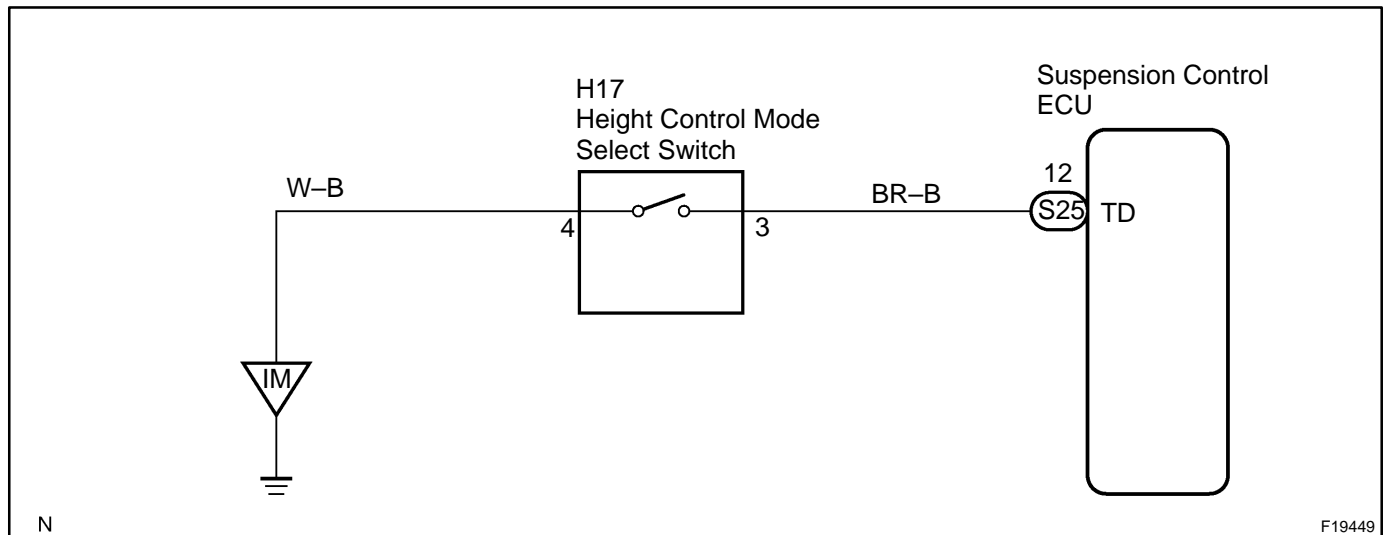 Suspension Control
ECU
H17
Height Control Mode
Select Switch
12
W–B
BR–B
S25
TD
4
3
IM
N
F19449